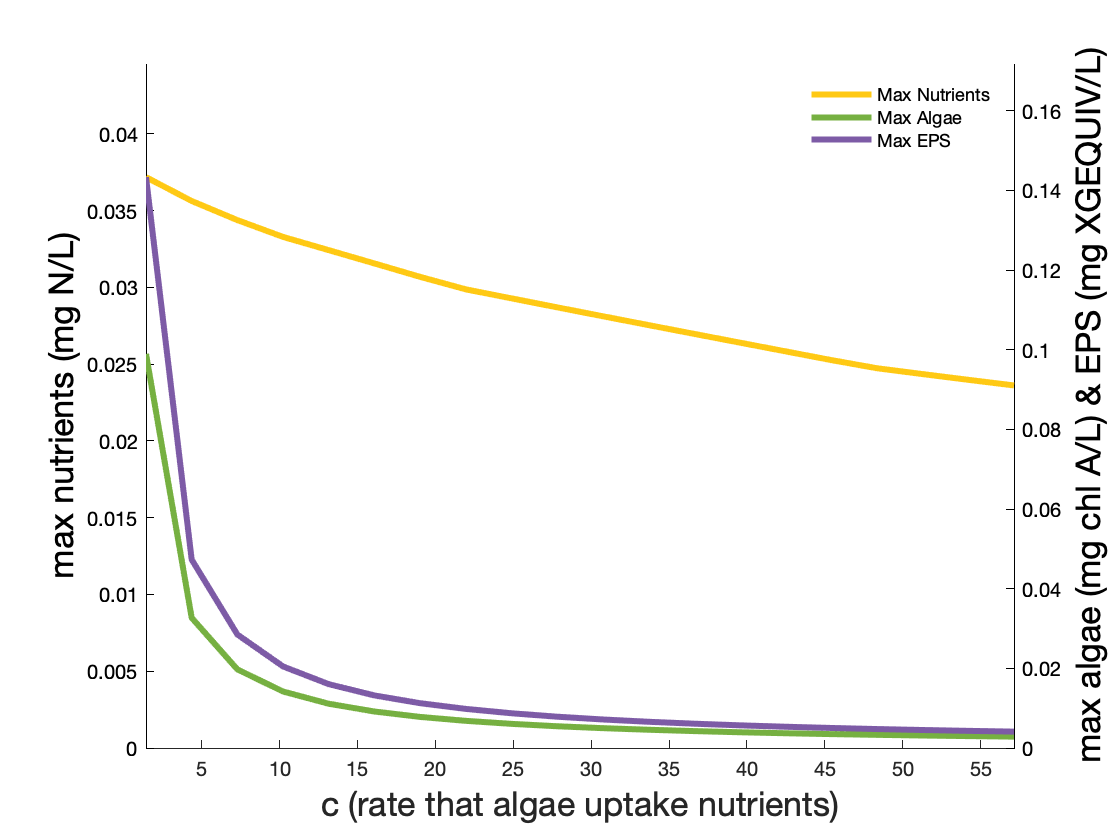 Max Nutrients
Max Algae
Max EPS
max nutrients (mg N/L)
0.04
0.035
0.03
0.025
0.02
0.015
0.01
0.005
0
0.16
0.14
0.12
0.1
0.08
0.06
0.04
0.02
0
max algae (mg chl A/L) & EPS (mg XGEQUIV/L)
5 10 15 20 25 30 35 40 45 50 55
c (rate that algae uptake nutrients)